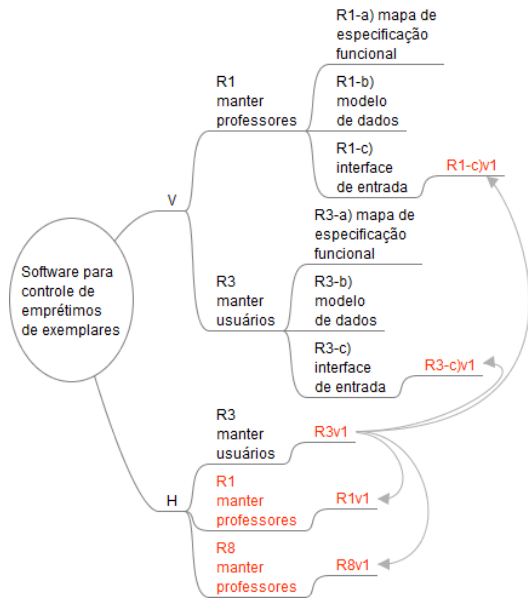 Software para
controle de
emprétimos
de exemplares
V
R1
manter
professores
R1-a) mapa de
especificação
funcional
R1-b)
modelo
de dados
R1-c)
interface
de entrada
R1-c)v1
R3
manter
usuários
R3-a) mapa de
especificação
funcional
R3-b)
modelo
de dados
R3-c)
interface
de entrada
R3-c)v1
H
R3
manter
usuários
R3v1
R1
manter
professores
R1v1
R8
manter
professores
R8v1